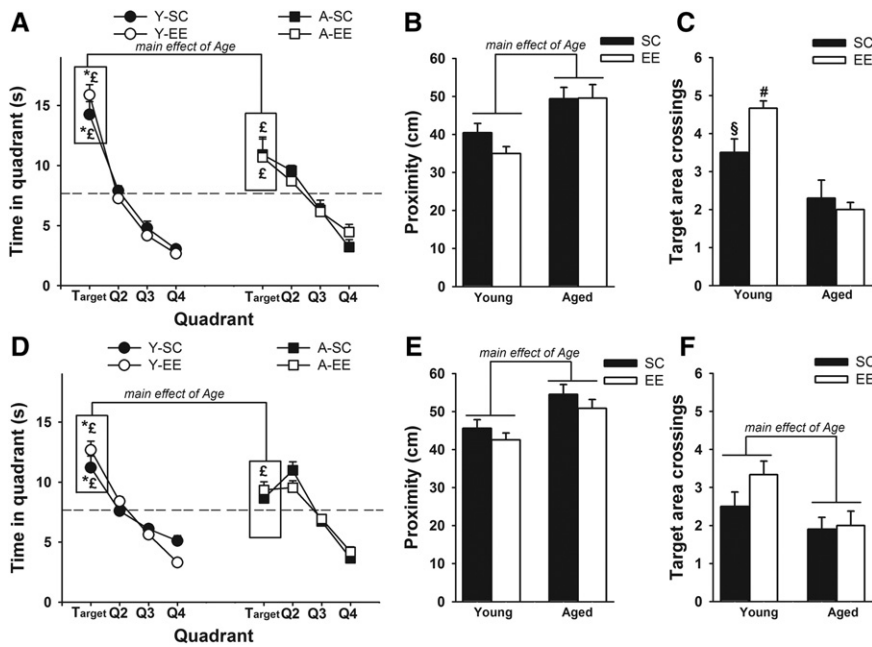 A
Y-SC
A-SC
Y-EE
A-EE
main effect of Age
*£
*£
£
£
Time in quadrant (s)
15
10
5
0
Target Q2 Q3 Q4
Target Q2 Q3 Q4
Quadrant
B
SC
EE
main effect of Age
Proximity (cm)
60
50
40
30
20
10
0
Young Aged
C
SC
EE
§
#
Target area crossings
6
5
4
3
2
1
0
Young Aged
D
Y-SC
A-SC
Y-EE
A-EE
main effect of Age
*£
*£
£
Time in quadrant (s)
15
10
5
0
Target Q2 Q3 Q4
Target Q2 Q3 Q4
Quadrant
E
SC
EE
main effect of Age
Proximity (cm)
60
50
40
30
20
10
0
Young Aged
F
SC
EE
main effect of Age
Target area crossings
6
5
4
3
2
1
0
Young Aged